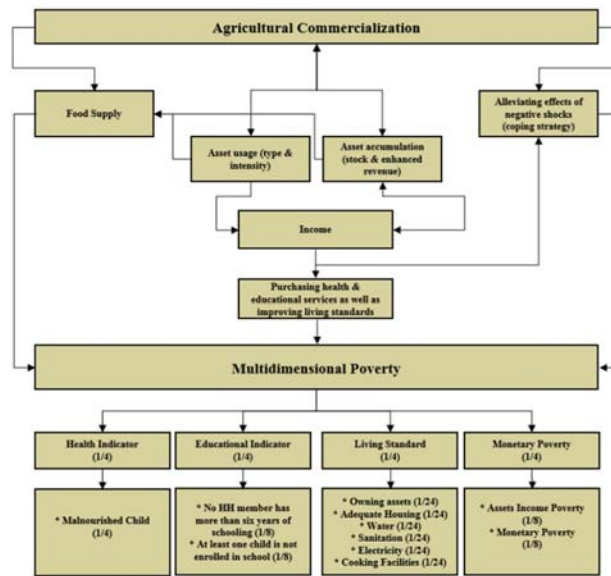 Agricultural Commercialization
Food Supply
Alleviating effects of
negative shocks
(coping strategy)
Asset usage (type &
intensity)
Asset accumulation
(stock & enhanced
revenue)
Income
Purchasing health &
educational services as well as
improving living standards
Multidimensional Poverty
Health Indicator
(1/4)
Educational Indicator
(1/4)
Living Standard
(1/4)
Monetary Poverty
(1/4)
* Malnourished Child
(1/4)
* No HH member has
more than six years of
schooling (1/8)
* At least one child is not
enrolled in school (1/8)
* Owning assets (1/24)
* Adequate Housing (1/24)
* Water (1/24)
* Sanitation (1/24)
* Electricity (1/24)
* Cooking Facilities (1/24)
* Assets Income Poverty
(1/8)
* Monetary Poverty
(1/8)